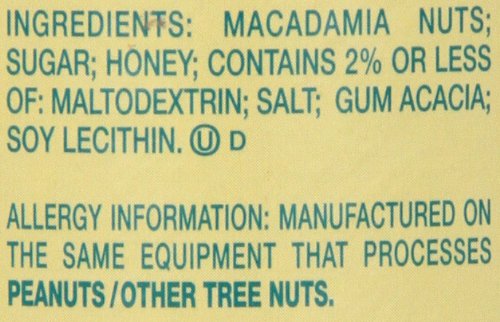 INGREDIENTS: MACADAMIA NUTS;
SUGAR; HONEY; CONTAINS 2% OR LESS
OF: MALTODEXTRIN; SALT; GUM ACACIA;
SOY LECITHIN. Ⓤ D
ALLERGY INFORMATION: MANUFACTURED ON
THE SAME EQUIPMENT THAT PROCESSES
PEANUTS/OTHER TREE NUTS.